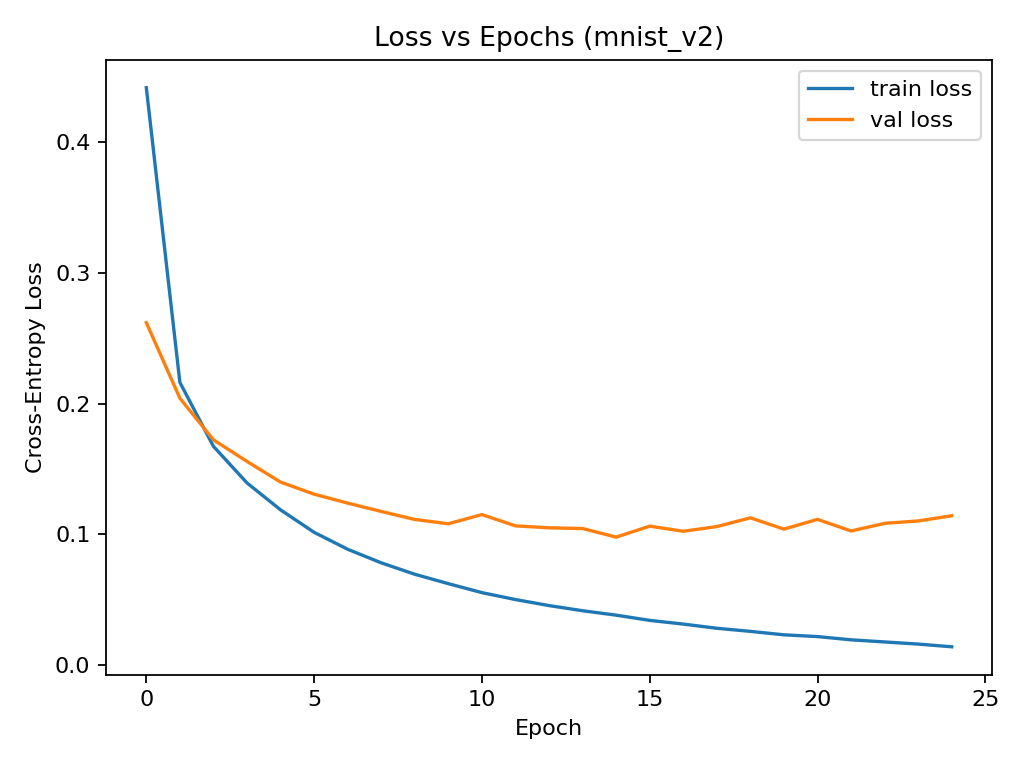 Loss vs Epochs (mnist_v2)
train loss
val loss
Cross-Entropy Loss
0.4
0.3
0.2
0.1
0.0
0 5 10 15 20 25
Epoch